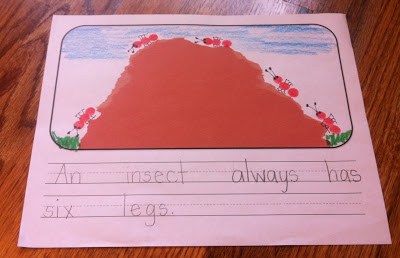 An insect always has
six legs.